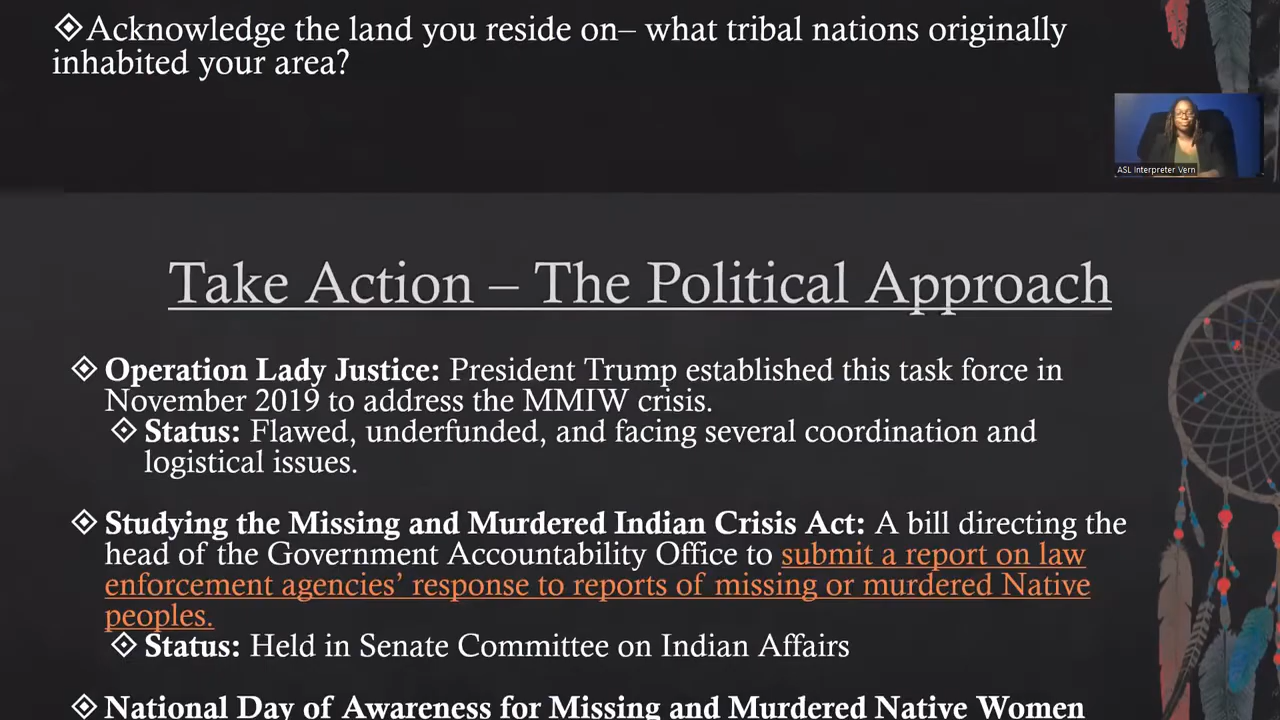 Acknowledge the land you reside on– what tribal nations originally
inhabited your area?
ASL Interpreter Vern
Take Action – The Political Approach
Operation Lady Justice: President Trump established this task force in
November 2019 to address the MMIW crisis.
Status: Flawed, underfunded, and facing several coordination and
logistical issues.
Studying the Missing and Murdered Indian Crisis Act: A bill directing the
head of the Government Accountability Office to submit a report on law
enforcement agencies’ response to reports of missing or murdered Native
peoples.
Status: Held in Senate Committee on Indian Affairs
National Day of Awareness for Missing and Murdered Native Women